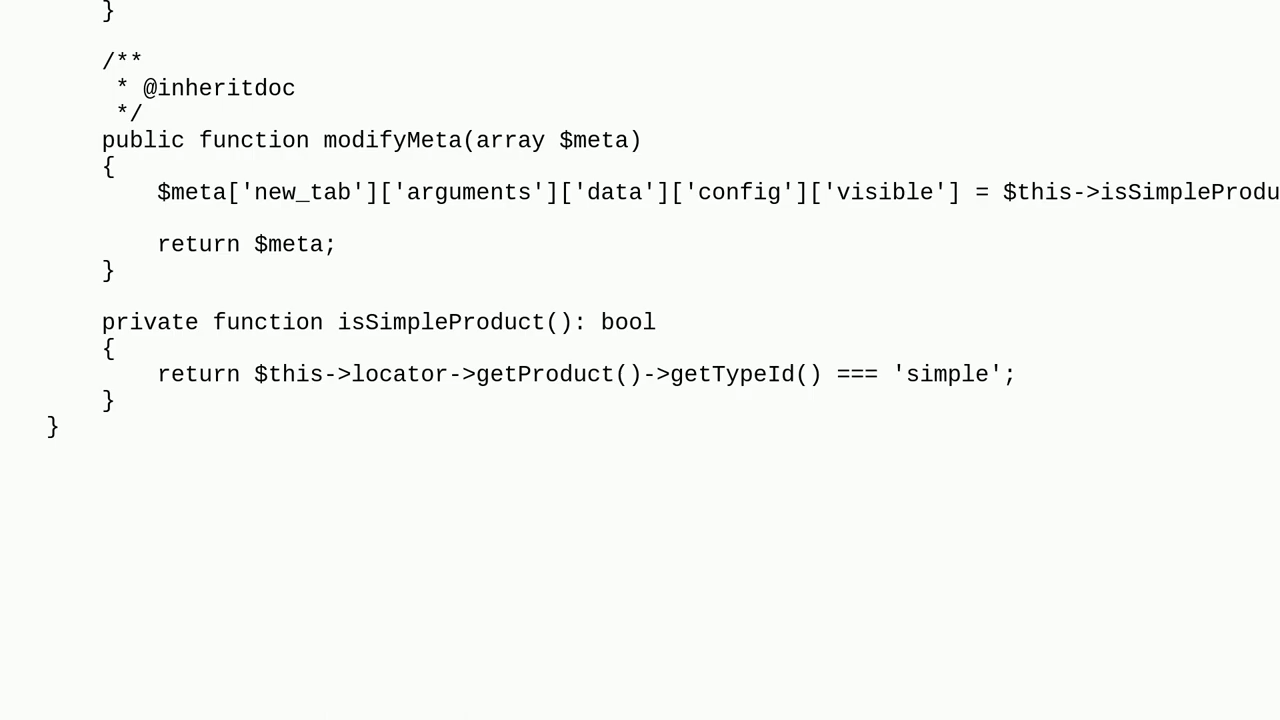 }
/**
* @inheritdoc
*/
public function modifyMeta(array $meta)
{
$meta['new_tab']['arguments']['data']['config']['visible'] = $this->isSimpleProdu
return $meta;
}
private function isSimpleProduct(): bool
{
return $this->locator->getProduct()->getTypeId() === 'simple';
}
}